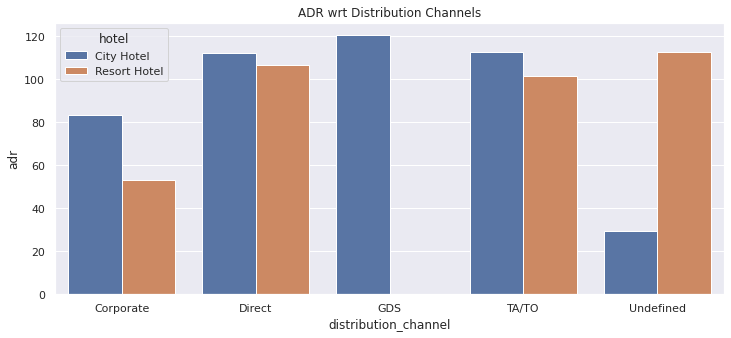 ADR wrt Distribution Channels
hotel
City Hotel
Resort Hotel
120
100
80
60
40
20
0
adr
Corporate
Direct
GDS
TA/TO
Undefined
distribution_channel